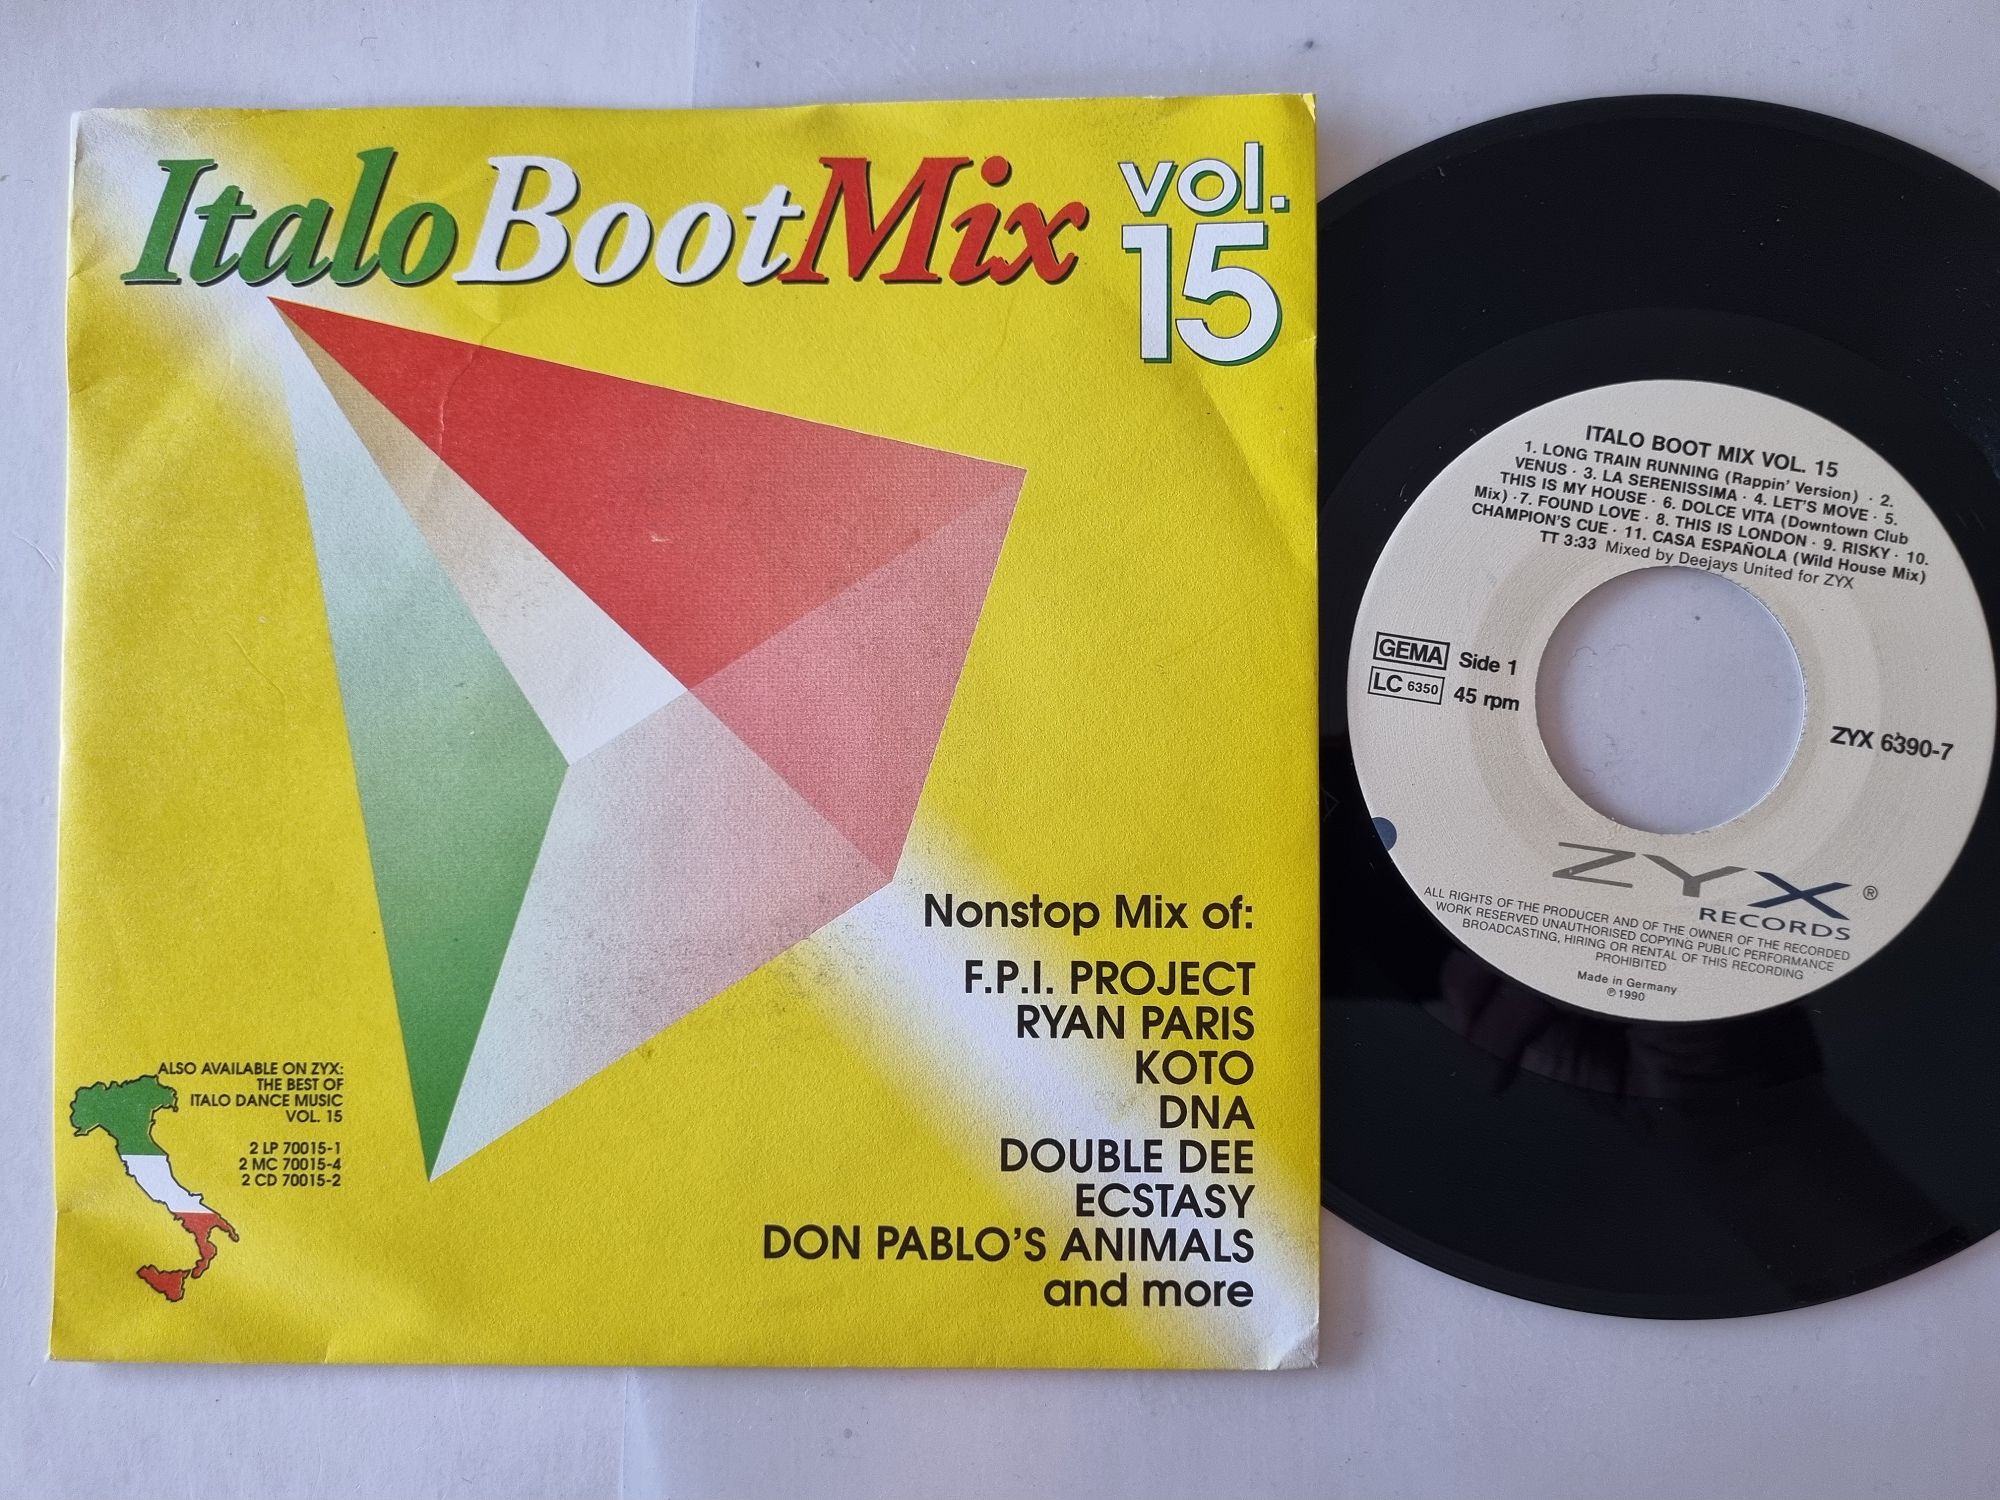 ItaloBootMix
vol.
15
Nonstop Mix of:
F.P.I. PROJECT
RYAN PARIS
KOTO
DNA
DOUBLE DEE
ECSTASY
DON PABLO'S ANIMALS
and more
ALSO AVAILABLE ON ZYX:
THE BEST OF
ITALO DANCE MUSIC
VOL. 15
2 LP 70015-1
2 MC 70015-4
2 CD 70015-2
ITALO BOOT MIX VOL. 15
1. LONG TRAIN RUNNING (Rappin' Version) · 2.
VENUS · 3. LA SERENISSIMA · 4. LET'S MOVE · 5.
THIS IS MY HOUSE · 6. DOLCE VITA (Downtown Club
Mix) · 7. FOUND LOVE · 8. THIS IS LONDON · 9. RISKY · 10.
CHAMPION'S CUE · 11. CASA ESPAÑOLA (Wild House Mix)
TT 3:33 Mixed by Deejays United for ZYX
GEMA Side 1
LC 6350 45 rpm
ZYX 6390-7
ZYX ®
RECORDS
ALL RIGHTS OF THE PRODUCER AND OF THE OWNER OF THE RECORDED
WORK RESERVED UNAUTHORISED COPYING PUBLIC PERFORMANCE
BROADCASTING, HIRING OR RENTAL OF THIS RECORDING
PROHIBITED
Made in Germany
℗ 1990